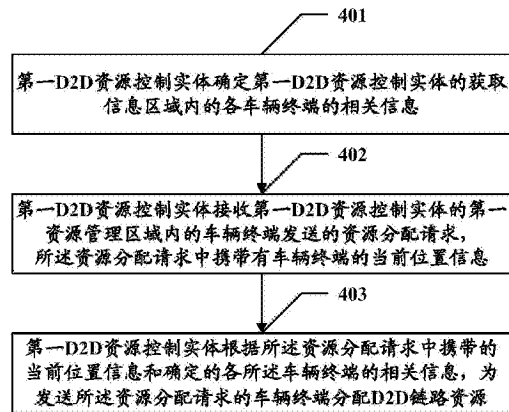 401
第一D2D资源控制实体确定第一D2D资源控制实体的获取
信息区域内的各车辆终端的相关信息
402
第一D2D资源控制实体接收第一D2D资源控制实体的第一
资源管理区域内的车辆终端发送的资源分配请求，
所述资源分配请求中携带有车辆终端的当前位置信息
403
第一D2D资源控制实体根据所述资源分配请求中携带的
当前位置信息和确定的各所述车辆终端的相关信息，为
发送所述资源分配请求的车辆终端分配D2D链路资源